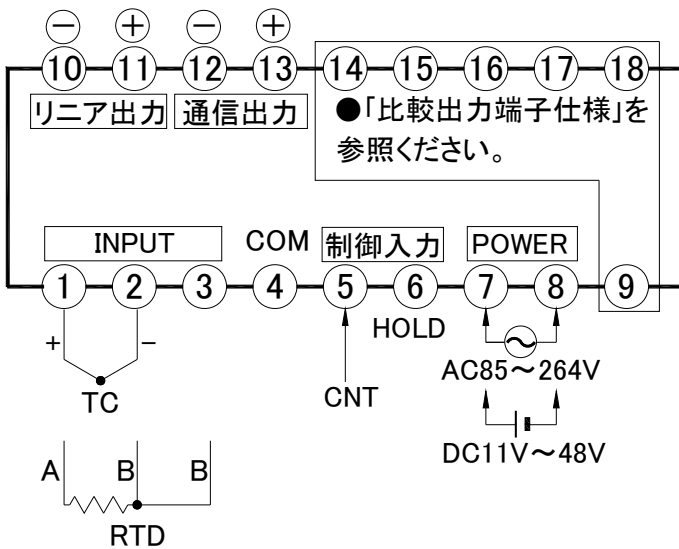 − + − +
10 11 12 13 14 15 16 17 18
リニア出力 通信出力 ●「比較出力端子仕様」を
参照ください。
INPUT COM 制御入力 POWER
1 2 3 4 5 6 7 8 9
HOLD
+ −
AC85～264V
TC CNT
DC11V～48V
A B B
RTD